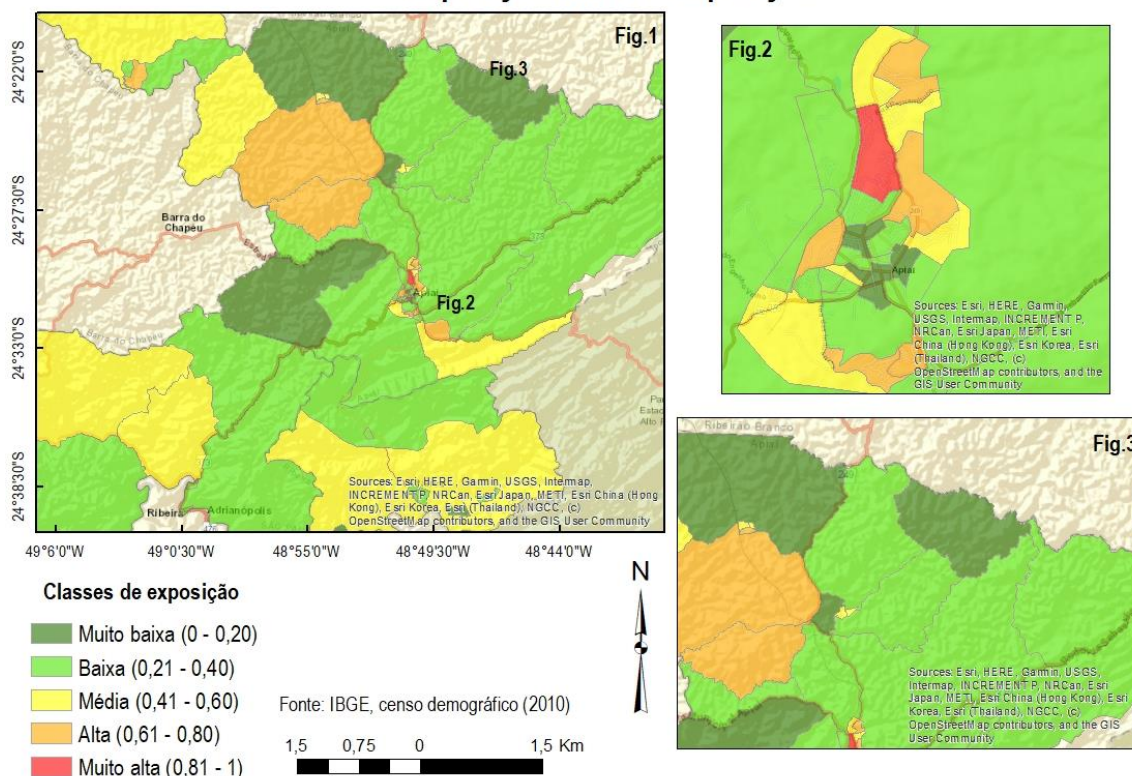 Fig.1
Fig.3
24°22'0"S
24°27'30"S
24°33'0"S
24°38'30"S
Barra do
Chapéu
Fig.2
Ribeira
Adrianópolis
Sources: Esri, HERE, Garmin, USGS, Intermap,
INCREMENT P, NRCan, Esri Japan, METI, Esri China (Hong
Kong), Esri Korea, Esri (Thailand), NGCC, (c)
OpenStreetMap contributors, and the GIS User Community
49°6'0"W
49°0'30"W
48°55'0"W
48°49'30"W
48°44'0"W
Fig.2
Apiaí
Sources: Esri, HERE, Garmin,
USGS, Intermap, INCREMENT P,
NRCan, Esri Japan, METI, Esri
China (Hong Kong), Esri Korea, Esri
(Thailand), NGCC, (c)
OpenStreetMap contributors, and the
GIS User Community
Ribeirão Branco
Fig.3
Sources: Esri, HERE, Garmin, USGS,
Intermap, INCREMENT P, NRCan, Esri
Japan, METI, Esri China (Hong Kong), Esri
Korea, Esri (Thailand), NGCC, (c)
OpenStreetMap contributors, and the GIS
User Community
Classes de exposição
Muito baixa (0 - 0,20)
Baixa (0,21 - 0,40)
Média (0,41 - 0,60)
Alta (0,61 - 0,80)
Muito alta (0,81 - 1)
N
Fonte: IBGE, censo demográfico (2010)
1,5 0,75 0 1,5 Km